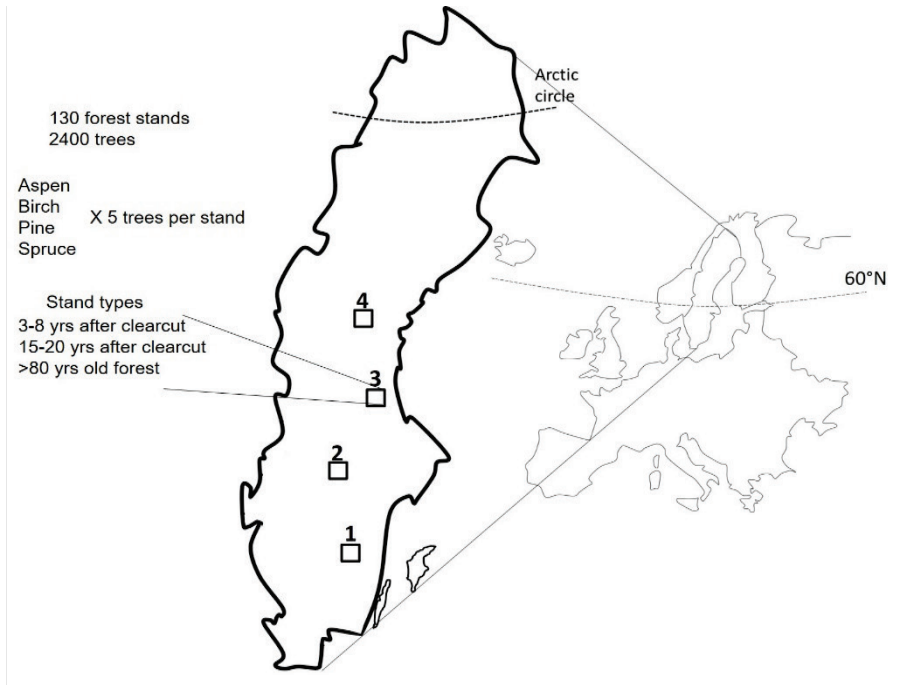 Arctic
circle
130 forest stands
2400 trees
Aspen
Birch
Pine
Spruce
X 5 trees per stand
60°N
Stand types
3-8 yrs after clearcut
15-20 yrs after clearcut
>80 yrs old forest
4
3
2
1